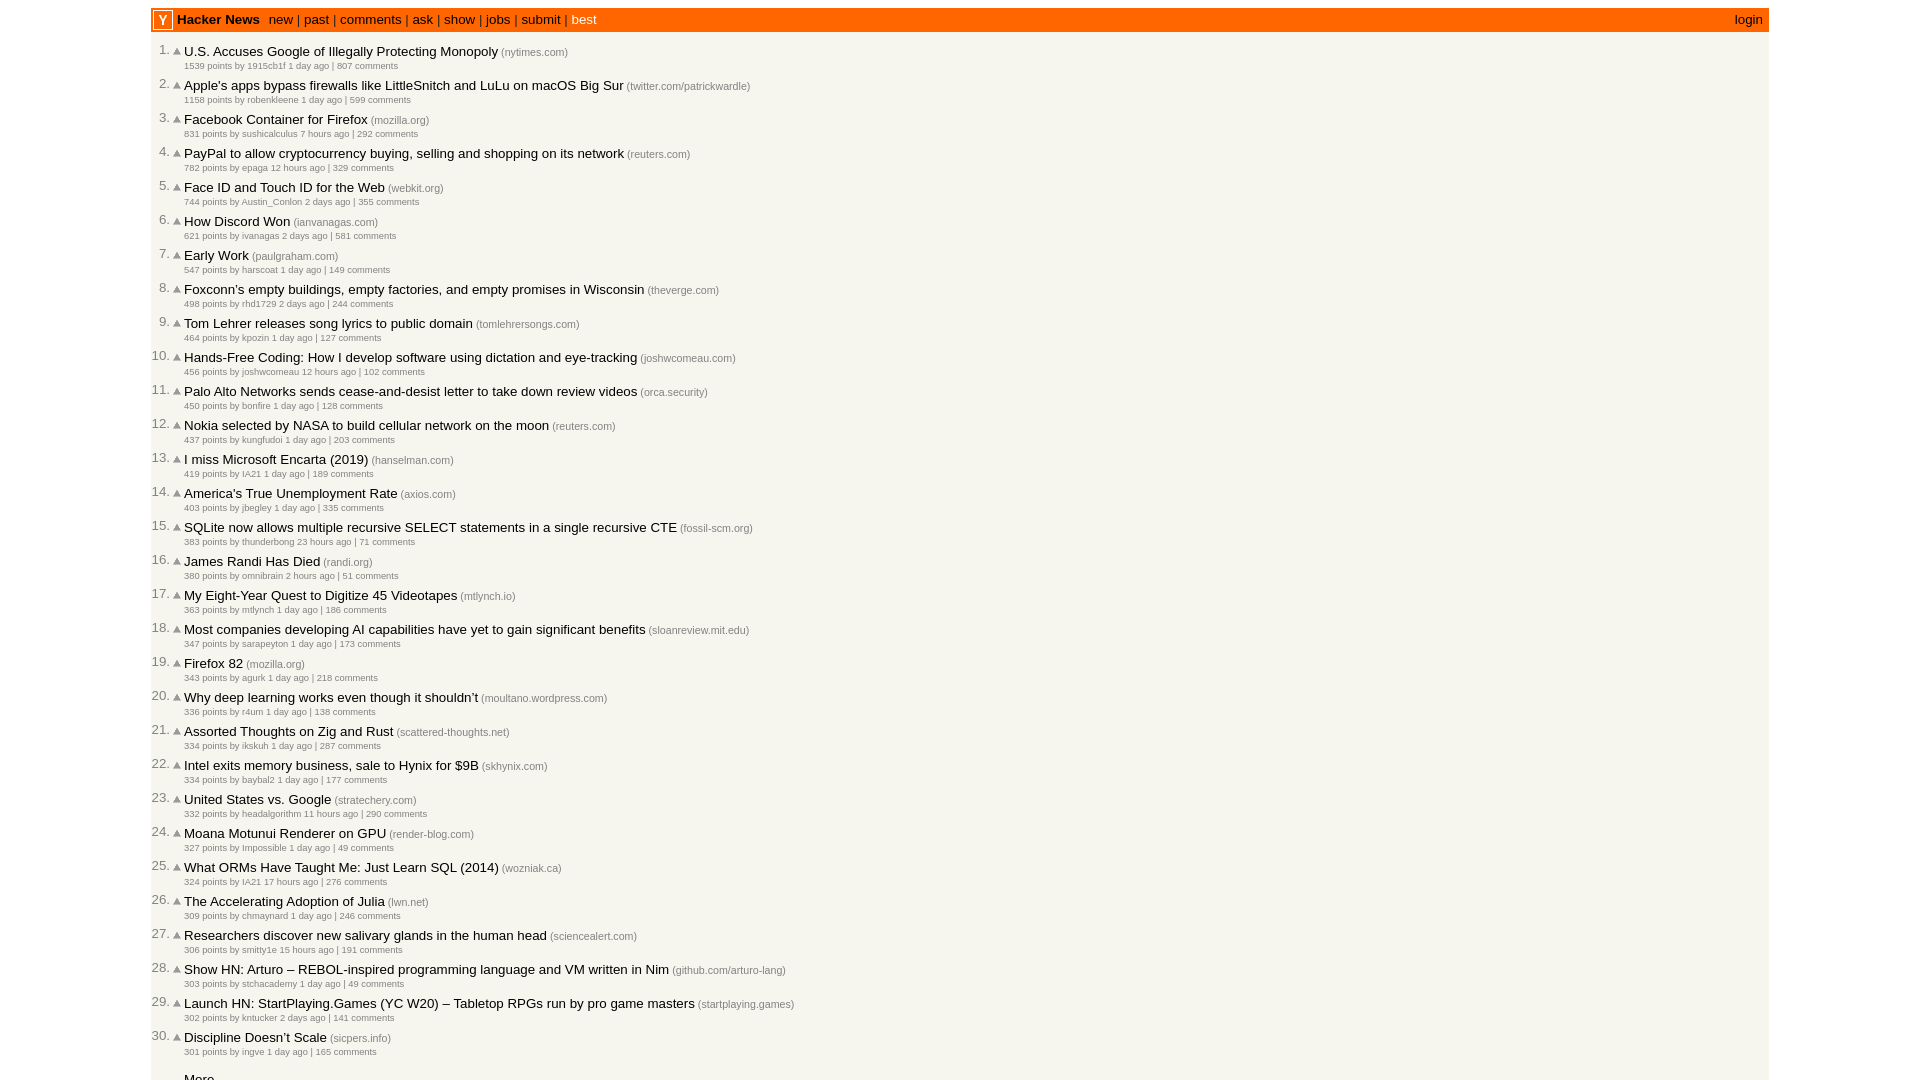 Y Hacker News new | past | comments | ask | show | jobs | submit | best login
1. U.S. Accuses Google of Illegally Protecting Monopoly (nytimes.com)
1539 points by 1915cb1f 1 day ago | 807 comments
2. Apple's apps bypass firewalls like LittleSnitch and LuLu on macOS Big Sur (twitter.com/patrickwardle)
1158 points by robenkleene 1 day ago | 599 comments
3. Facebook Container for Firefox (mozilla.org)
831 points by sushicalculus 7 hours ago | 292 comments
4. PayPal to allow cryptocurrency buying, selling and shopping on its network (reuters.com)
782 points by epaga 12 hours ago | 329 comments
5. Face ID and Touch ID for the Web (webkit.org)
744 points by Austin_Conlon 2 days ago | 355 comments
6. How Discord Won (ianvanagas.com)
621 points by ivanagas 2 days ago | 581 comments
7. Early Work (paulgraham.com)
547 points by harscoat 1 day ago | 149 comments
8. Foxconn’s empty buildings, empty factories, and empty promises in Wisconsin (theverge.com)
498 points by rhd1729 2 days ago | 244 comments
9. Tom Lehrer releases song lyrics to public domain (tomlehrersongs.com)
464 points by kpozin 1 day ago | 127 comments
10. Hands-Free Coding: How I develop software using dictation and eye-tracking (joshwcomeau.com)
456 points by joshwcomeau 12 hours ago | 102 comments
11. Palo Alto Networks sends cease-and-desist letter to take down review videos (orca.security)
450 points by bonfire 1 day ago | 128 comments
12. Nokia selected by NASA to build cellular network on the moon (reuters.com)
437 points by kungfudoi 1 day ago | 203 comments
13. I miss Microsoft Encarta (2019) (hanselman.com)
419 points by IA21 1 day ago | 189 comments
14. America's True Unemployment Rate (axios.com)
403 points by jbegley 1 day ago | 335 comments
15. SQLite now allows multiple recursive SELECT statements in a single recursive CTE (fossil-scm.org)
383 points by thunderbong 23 hours ago | 71 comments
16. James Randi Has Died (randi.org)
380 points by omnibrain 2 hours ago | 51 comments
17. My Eight-Year Quest to Digitize 45 Videotapes (mtlynch.io)
363 points by mtlynch 1 day ago | 186 comments
18. Most companies developing AI capabilities have yet to gain significant benefits (sloanreview.mit.edu)
347 points by sarapeyton 1 day ago | 173 comments
19. Firefox 82 (mozilla.org)
343 points by agurk 1 day ago | 218 comments
20. Why deep learning works even though it shouldn’t (moultano.wordpress.com)
336 points by r4um 1 day ago | 138 comments
21. Assorted Thoughts on Zig and Rust (scattered-thoughts.net)
334 points by ikskuh 1 day ago | 287 comments
22. Intel exits memory business, sale to Hynix for $9B (skhynix.com)
334 points by baybal2 1 day ago | 177 comments
23. United States vs. Google (stratechery.com)
332 points by headalgorithm 11 hours ago | 290 comments
24. Moana Motunui Renderer on GPU (render-blog.com)
327 points by Impossible 1 day ago | 49 comments
25. What ORMs Have Taught Me: Just Learn SQL (2014) (wozniak.ca)
324 points by IA21 17 hours ago | 276 comments
26. The Accelerating Adoption of Julia (lwn.net)
309 points by chmaynard 1 day ago | 246 comments
27. Researchers discover new salivary glands in the human head (sciencealert.com)
306 points by smitty1e 15 hours ago | 191 comments
28. Show HN: Arturo – REBOL-inspired programming language and VM written in Nim (github.com/arturo-lang)
303 points by stchacademy 1 day ago | 49 comments
29. Launch HN: StartPlaying.Games (YC W20) – Tabletop RPGs run by pro game masters (startplaying.games)
302 points by kntucker 2 days ago | 141 comments
30. Discipline Doesn’t Scale (sicpers.info)
301 points by ingve 1 day ago | 165 comments
More